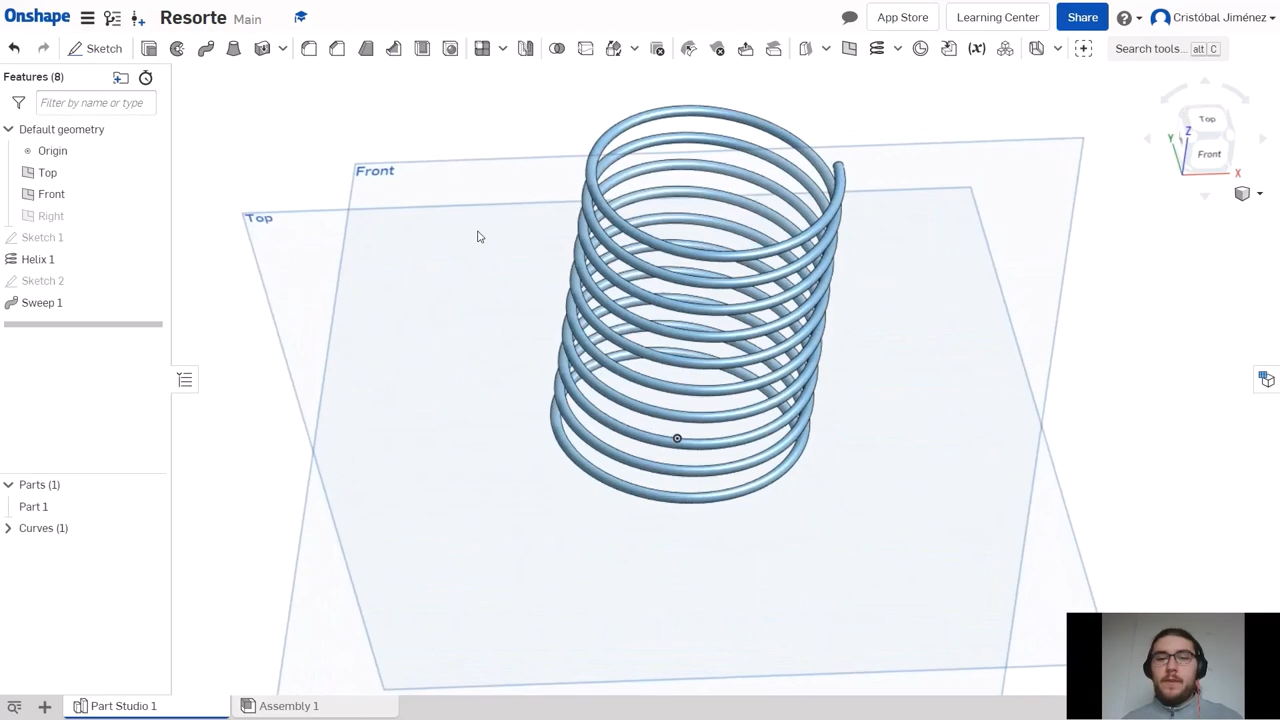 Onshape Resorte Main App Store Learning Center Share Cristóbal Jiménez
Sketch (x) Search tools... alt C
Features (8)
Filter by name or type
Default geometry
Origin
Top
Front
Right
Sketch 1
Helix 1
Sketch 2
Sweep 1
Parts (1)
Part 1
Curves (1)
Front
Top
Top
Front
Z
Y
X
Part Studio 1 Assembly 1